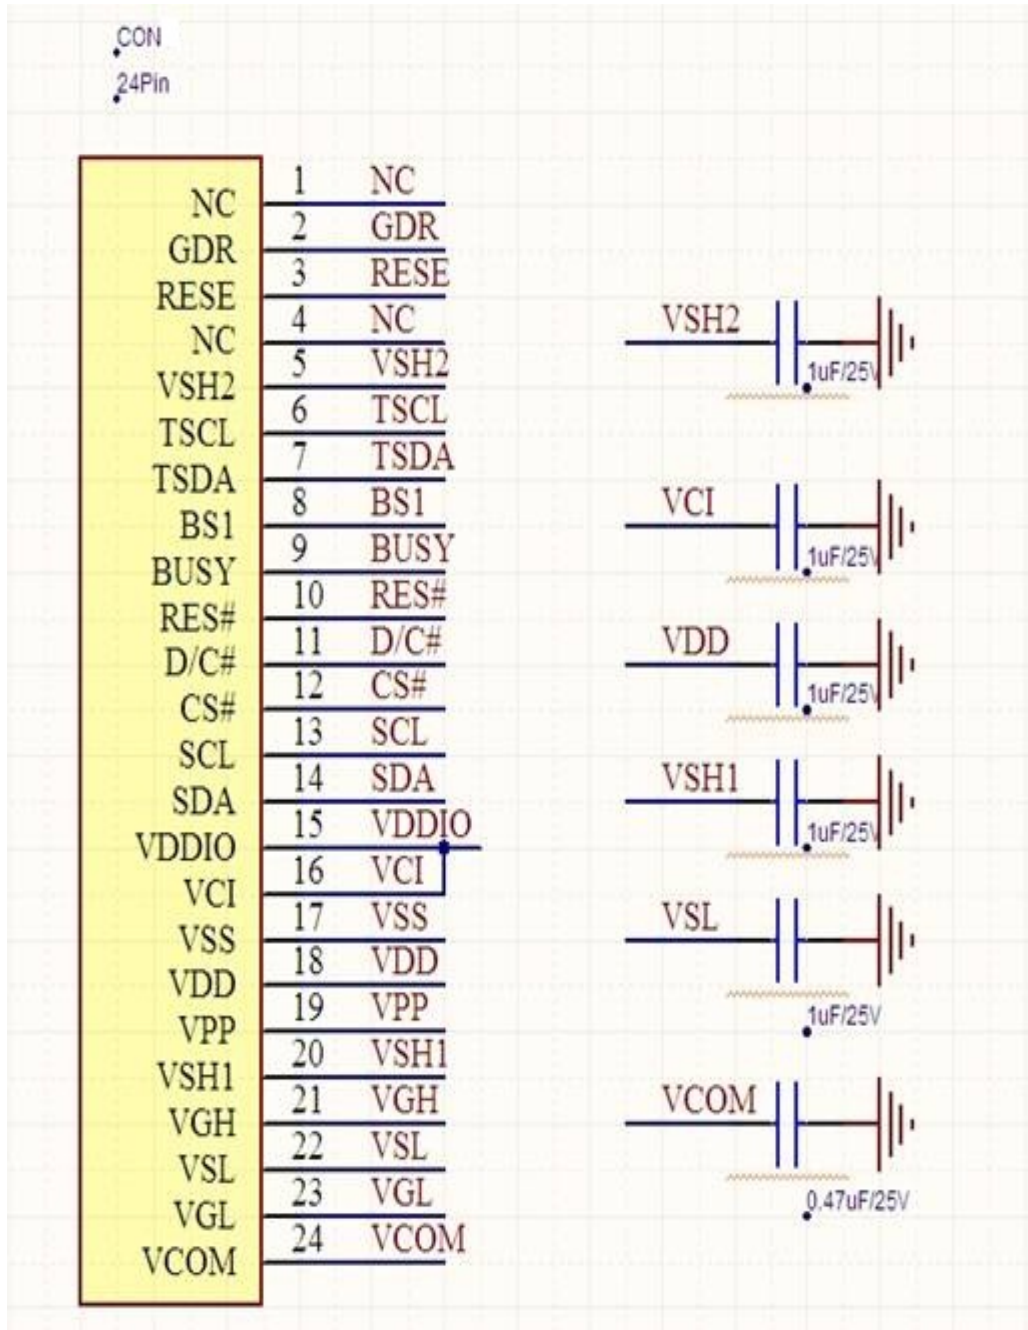 CON
24Pin
NC 1 NC
GDR 2 GDR
RESE 3 RESE
NC 4 NC
VSH2 5 VSH2
TSCL 6 TSCL
TSDA 7 TSDA
BS1 8 BS1
BUSY 9 BUSY
RES# 10 RES#
D/C# 11 D/C#
CS# 12 CS#
SCL 13 SCL
SDA 14 SDA
VDDIO 15 VDDIO
VCI 16 VCI
VSS 17 VSS
VDD 18 VDD
VPP 19 VPP
VSH1 20 VSH1
VGH 21 VGH
VSL 22 VSL
VGL 23 VGL
VCOM 24 VCOM
VSH2
1uF/25V
VCI
1uF/25V
VDD
1uF/25V
VSH1
1uF/25V
VSL
1uF/25V
VCOM
0.47uF/25V